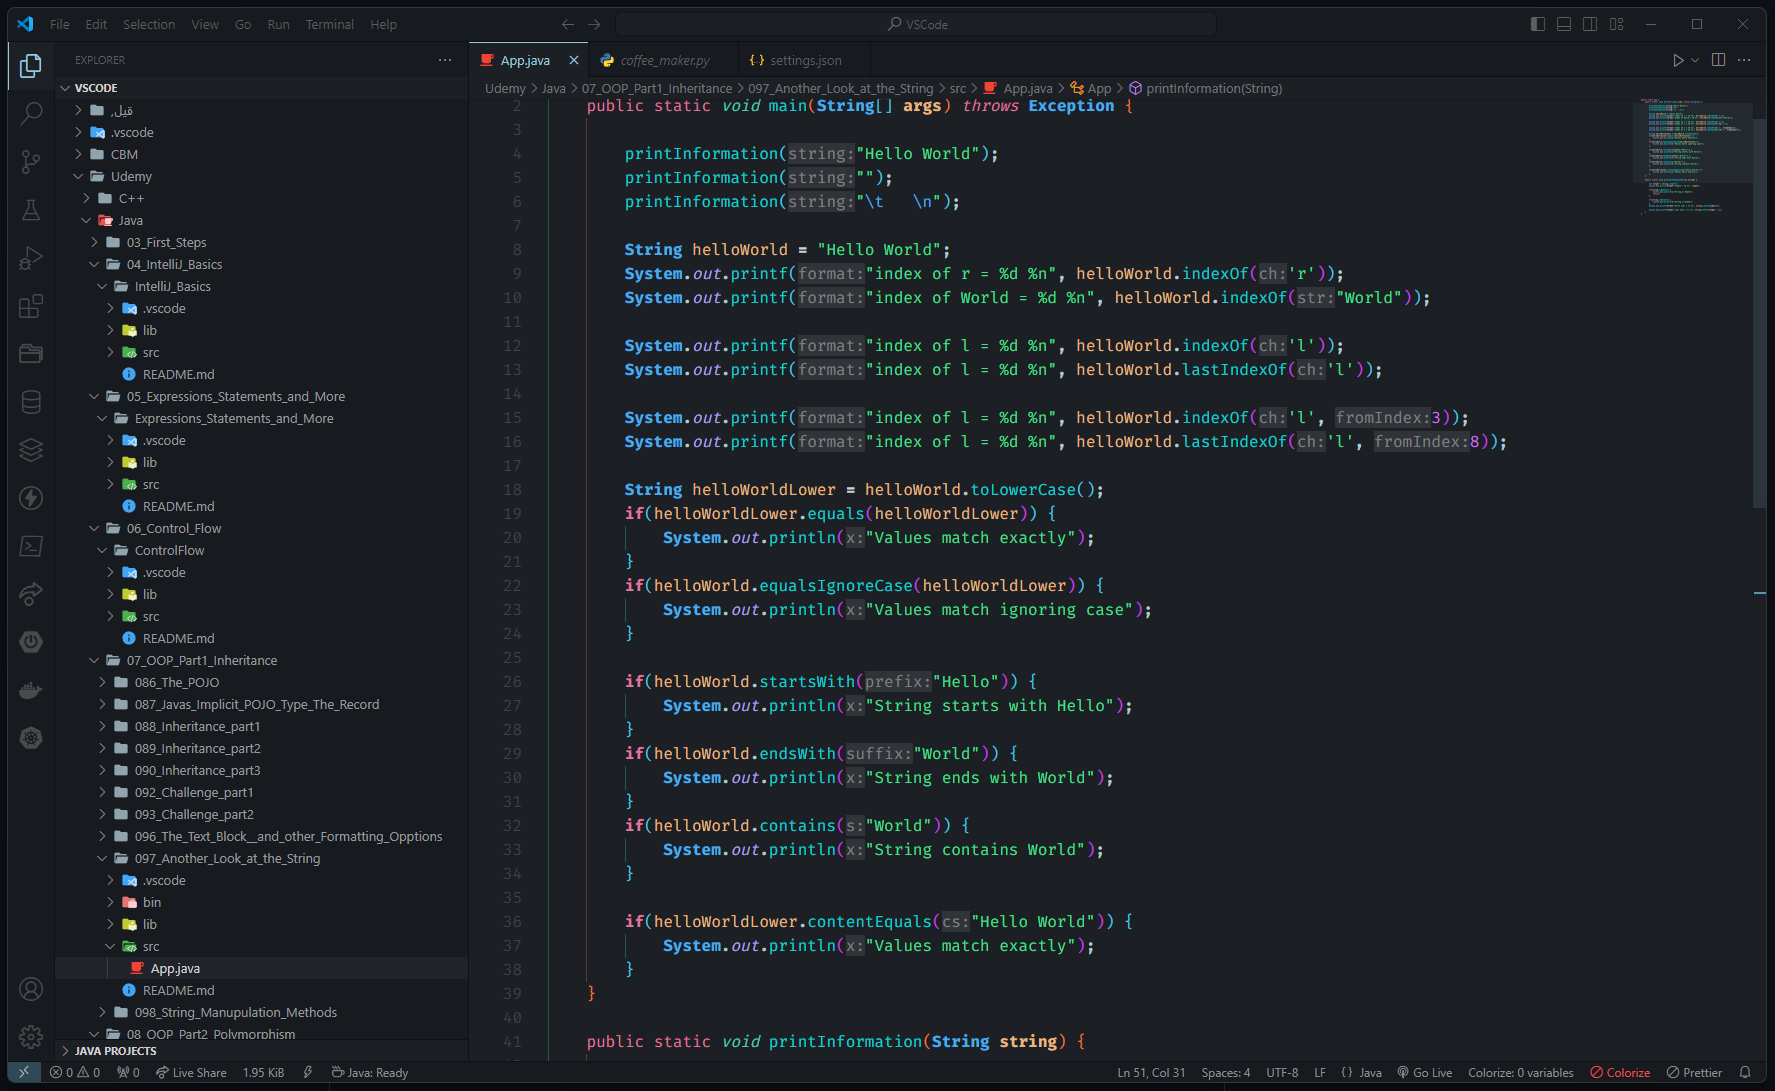 File Edit Selection View Go Run Terminal Help
VSCode
EXPLORER
VSCODE
قبل,
.vscode
CBM
Udemy
C++
Java
03_First_Steps
04_IntelliJ_Basics
IntelliJ_Basics
.vscode
lib
src
README.md
05_Expressions_Statements_and_More
Expressions_Statements_and_More
.vscode
lib
src
README.md
06_Control_Flow
ControlFlow
.vscode
lib
src
README.md
07_OOP_Part1_Inheritance
086_The_POJO
087_Javas_Implicit_POJO_Type_The_Record
088_Inheritance_part1
089_Inheritance_part2
090_Inheritance_part3
092_Challenge_part1
093_Challenge_part2
096_The_Text_Block__and_other_Formatting_Opptions
097_Another_Look_at_the_String
.vscode
bin
lib
src
App.java
README.md
098_String_Manupulation_Methods
08_OOP_Part2_Polymorphism
JAVA PROJECTS
App.java coffee_maker.py settings.json
Udemy > Java > 07_OOP_Part1_Inheritance > 097_Another_Look_at_the_String > src > App.java > App > printInformation(String)
2 public static void main(String[] args) throws Exception {
3
4 printInformation(string:"Hello World");
5 printInformation(string:"");
6 printInformation(string:"\t   \n");
7
8 String helloWorld = "Hello World";
9 System.out.printf(format:"index of r = %d %n", helloWorld.indexOf(ch:'r'));
10 System.out.printf(format:"index of World = %d %n", helloWorld.indexOf(str:"World"));
11
12 System.out.printf(format:"index of l = %d %n", helloWorld.indexOf(ch:'l'));
13 System.out.printf(format:"index of l = %d %n", helloWorld.lastIndexOf(ch:'l'));
14
15 System.out.printf(format:"index of l = %d %n", helloWorld.indexOf(ch:'l', fromIndex:3));
16 System.out.printf(format:"index of l = %d %n", helloWorld.lastIndexOf(ch:'l', fromIndex:8));
17
18 String helloWorldLower = helloWorld.toLowerCase();
19 if(helloWorldLower.equals(helloWorldLower)) {
20 System.out.println(x:"Values match exactly");
21 }
22 if(helloWorld.equalsIgnoreCase(helloWorldLower)) {
23 System.out.println(x:"Values match ignoring case");
24 }
25
26 if(helloWorld.startsWith(prefix:"Hello")) {
27 System.out.println(x:"String starts with Hello");
28 }
29 if(helloWorld.endsWith(suffix:"World")) {
30 System.out.println(x:"String ends with World");
31 }
32 if(helloWorld.contains(s:"World")) {
33 System.out.println(x:"String contains World");
34 }
35
36 if(helloWorldLower.contentEquals(cs:"Hello World")) {
37 System.out.println(x:"Values match exactly");
38 }
39 }
40
41 public static void printInformation(String string) {
0 0 0 Live Share 1.95 KiB Java: Ready Ln 51, Col 31 Spaces: 4 UTF-8 LF {} Java Go Live Colorize: 0 variables Colorize Prettier